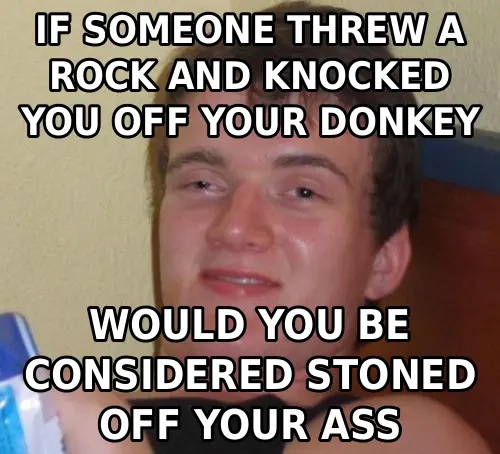 IF SOMEONE THREW A
ROCK AND KNOCKED
YOU OFF YOUR DONKEY
WOULD YOU BE
CONSIDERED STONED
OFF YOUR ASS